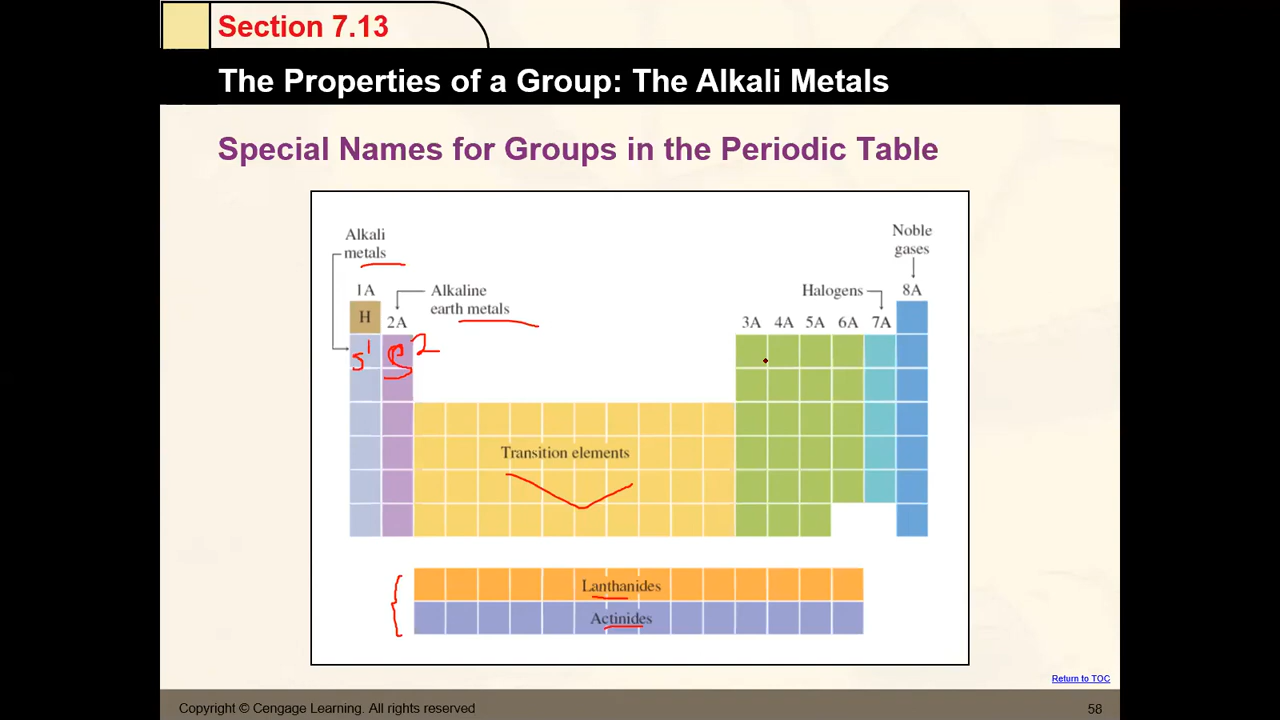 Section 7.13
The Properties of a Group: The Alkali Metals
Special Names for Groups in the Periodic Table
Alkali
metals
Noble
gases
1A
Alkaline
earth metals
Halogens
8A
H
2A
3A 4A 5A 6A 7A
s¹
2
Transition elements
Lanthanides
Actinides
Return to TOC
Copyright © Cengage Learning. All rights reserved
58